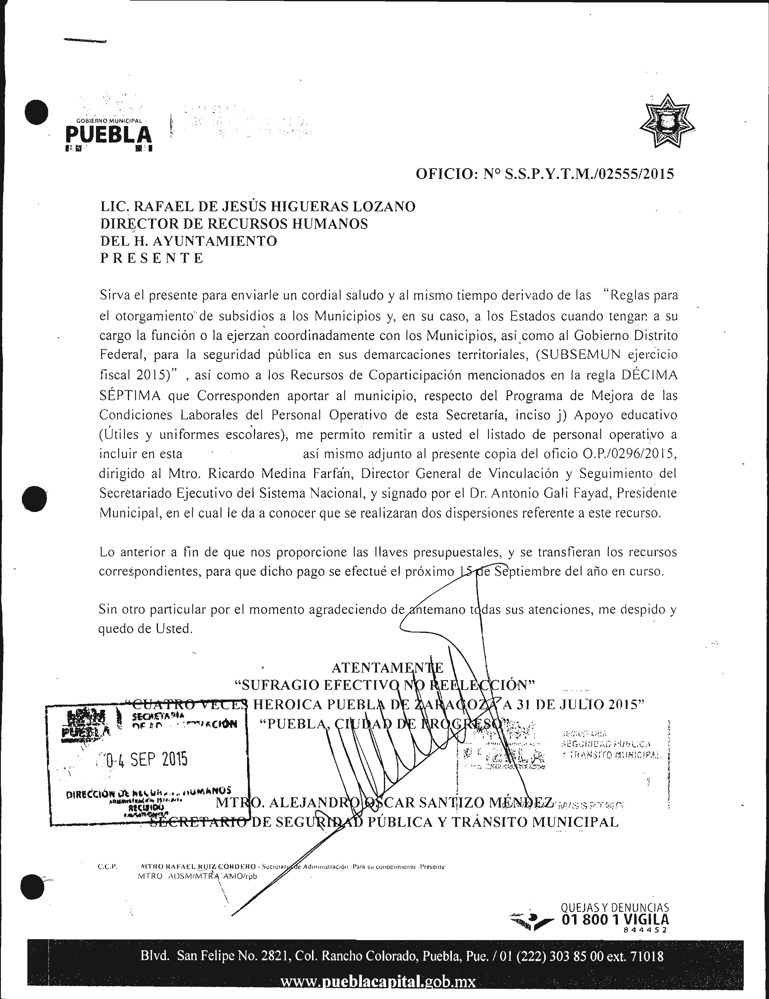 GOBIERNO MUNICIPAL
PUEBLA
OFICIO: Nº S.S.P.Y.T.M./02555/2015
LIC. RAFAEL DE JESÚS HIGUERAS LOZANO
DIRECTOR DE RECURSOS HUMANOS
DEL H. AYUNTAMIENTO
P R E S E N T E
Sirva el presente para enviarle un cordial saludo y al mismo tiempo derivado de las “Reglas para
el otorgamiento de subsidios a los Municipios y, en su caso, a los Estados cuando tengan a su
cargo la función o la ejerzan coordinadamente con los Municipios, así como al Gobierno Distrito
Federal, para la seguridad pública en sus demarcaciones territoriales, (SUBSEMUN ejercicio
fiscal 2015)” , así como a los Recursos de Coparticipación mencionados en la regla DÉCIMA
SÉPTIMA que Corresponden aportar al municipio, respecto del Programa de Mejora de las
Condiciones Laborales del Personal Operativo de esta Secretaría, inciso j) Apoyo educativo
(Útiles y uniformes escolares), me permito remitir a usted el listado de personal operativo a
incluir en esta así mismo adjunto al presente copia del oficio O.P./0296/2015,
dirigido al Mtro. Ricardo Medina Farfán, Director General de Vinculación y Seguimiento del
Secretariado Ejecutivo del Sistema Nacional, y signado por el Dr. Antonio Gali Fayad, Presidente
Municipal, en el cual le da a conocer que se realizaran dos dispersiones referente a este recurso.
Lo anterior a fin de que nos proporcione las llaves presupuestales, y se transfieran los recursos
correspondientes, para que dicho pago se efectué el próximo 15 de Septiembre del año en curso.
Sin otro particular por el momento agradeciendo de antemano todas sus atenciones, me despido y
quedo de Usted.
ATENTAMENTE
“SUFRAGIO EFECTIVO NO REELECCIÓN”
“CUATRO VECES HEROICA PUEBLA DE ZARAGOZA A 31 DE JULIO 2015”
“PUEBLA, CIUDAD DE PROGRESO”
PUEBLA
SECRETARIA
04 SEP 2015
DIRECCIÓN HUMANOS
RECIBIDO
SEGURIDAD PUBLICA
Y TRANSITO MUNICIPAL
MTRO. ALEJANDRO OSCAR SANTIZO MÉNDEZ
SECRETARIO DE SEGURIDAD PÚBLICA Y TRÁNSITO MUNICIPAL
C.C.P. MTRO RAFAEL RUIZ CORDERO - Secretario de Administración -Para su conocimiento -Presente
MTRO AOSM/MTRA AMO/rpb
QUEJAS Y DENUNCIAS
01 800 1 VIGILA
844452
Blvd. San Felipe No. 2821, Col. Rancho Colorado, Puebla, Pue. / 01 (222) 303 85 00 ext. 71018
www.pueblacapital.gob.mx